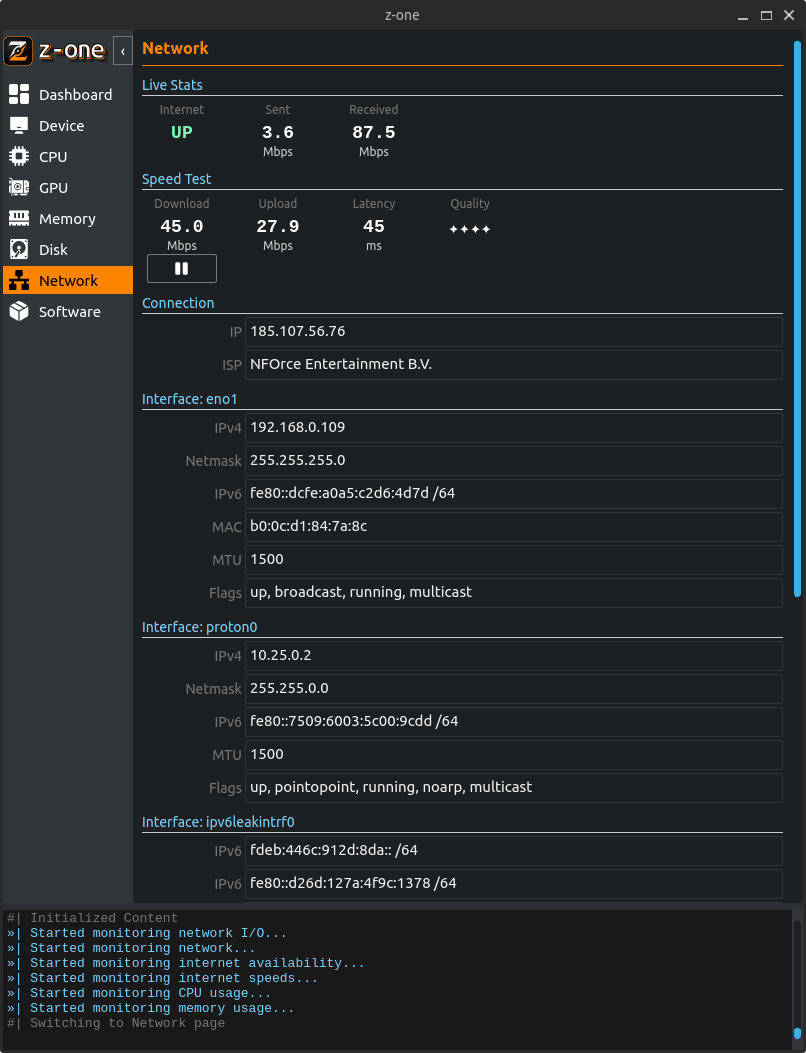 z-one
z-one
Network
Dashboard
Device
CPU
GPU
Memory
Disk
Network
Software
Live Stats
Internet Sent Received
UP 3.6 87.5
Mbps Mbps
Speed Test
Download Upload Latency Quality
45.0 27.9 45 ✦✦✦✦
Mbps Mbps ms
Connection
IP 185.107.56.76
ISP NFOrce Entertainment B.V.
Interface: eno1
IPv4 192.168.0.109
Netmask 255.255.255.0
IPv6 fe80::dcfe:a0a5:c2d6:4d7d /64
MAC b0:0c:d1:84:7a:8c
MTU 1500
Flags up, broadcast, running, multicast
Interface: proton0
IPv4 10.25.0.2
Netmask 255.255.0.0
IPv6 fe80::7509:6003:5c00:9cdd /64
MTU 1500
Flags up, pointopoint, running, noarp, multicast
Interface: ipv6leakintrf0
IPv6 fdeb:446c:912d:8da:: /64
IPv6 fe80::d26d:127a:4f9c:1378 /64
#| Initialized Content
»| Started monitoring network I/O...
»| Started monitoring network...
»| Started monitoring internet availability...
»| Started monitoring internet speeds...
»| Started monitoring CPU usage...
»| Started monitoring memory usage...
#| Switching to Network page